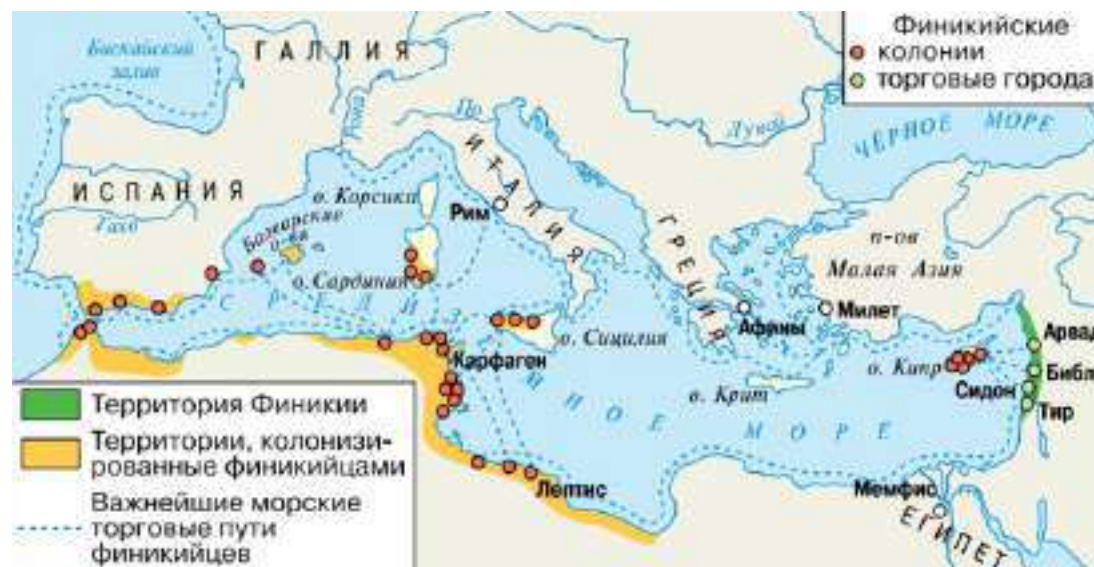 Финикийские
колонии
торговые города
Бискайский
залив
ГАЛЛИЯ
Рона
По
Дунай
ЧЁРНОЕ МОРЕ
ИСПАНИЯ
Тахо
Балеарские
о-ва
о. Корсика
ИТАЛИЯ
Рим
о. Сардиния
ГРЕЦИЯ
п-ов
Малая Азия
Афины
Милет
о. Сицилия
Карфаген
СРЕДИЗЕМНОЕ МОРЕ
о. Крит
о. Кипр
Арвад
Библ
Сидон
Тир
Лептис
Мемфис
ЕГИПЕТ
Территория Финикии
Территории, колонизи-
рованные финикийцами
Важнейшие морские
торговые пути
финикийцев